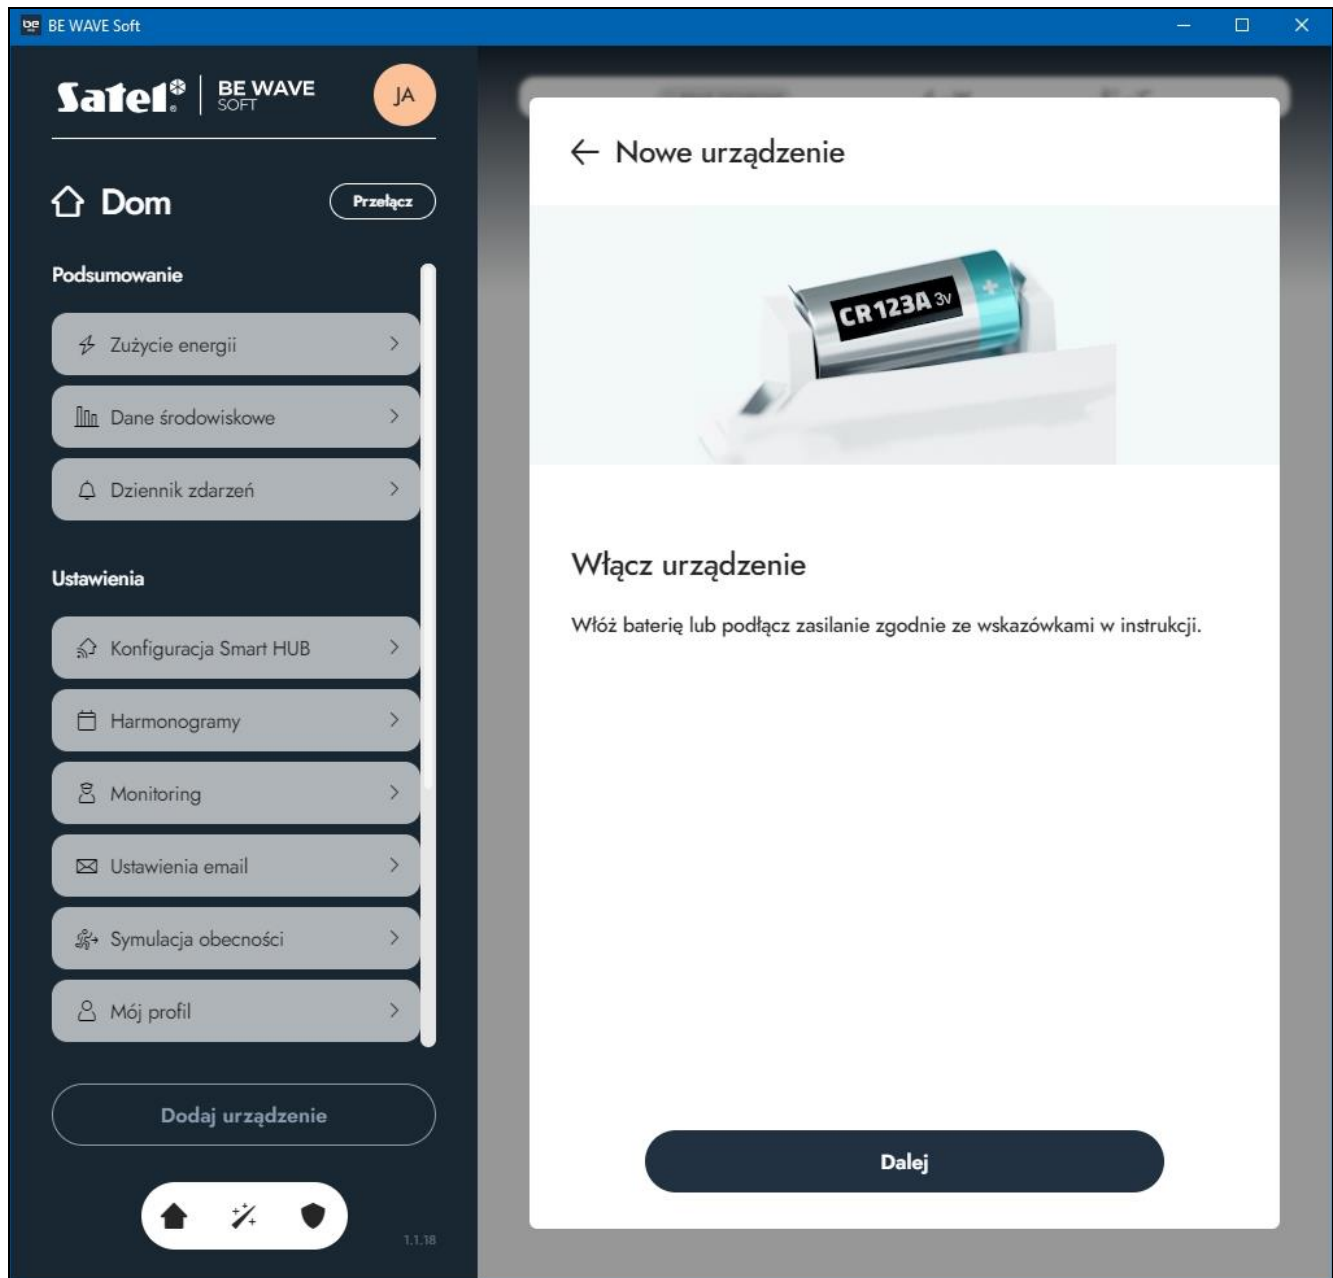 be BE WAVE Soft
Satel® BE WAVE
SOFT
JA
Dom
Przełącz
Podsumowanie
Zużycie energii
Dane środowiskowe
Dziennik zdarzeń
Ustawienia
Konfiguracja Smart HUB
Harmonogramy
Monitoring
Ustawienia email
Symulacja obecności
Mój profil
Dodaj urządzenie
1.1.18
Nowe urządzenie
CR123A 3v
+
Włącz urządzenie
Włóż baterię lub podłącz zasilanie zgodnie ze wskazówkami w instrukcji.
Dalej